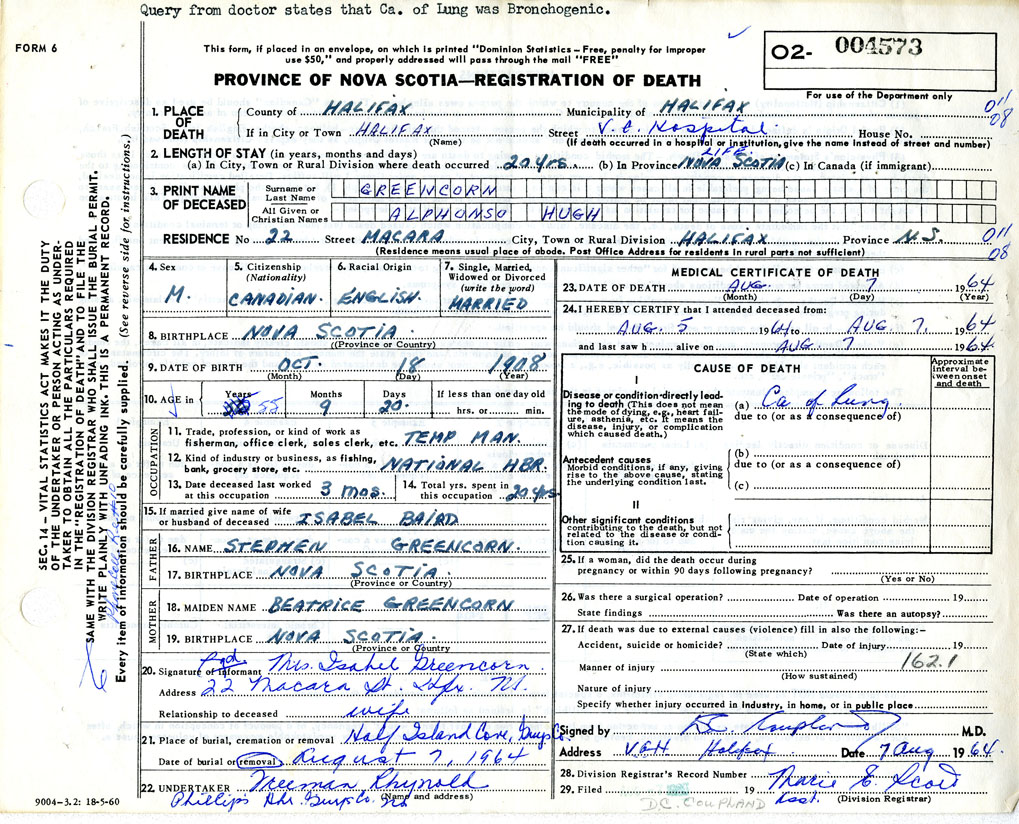 Query from doctor states that Ca. of Lung was Bronchogenic.
FORM 6
This form, if placed in an envelope, on which is printed "Dominion Statistics – Free, penalty for improper
use $50," and properly addressed will pass through the mail "FREE"
PROVINCE OF NOVA SCOTIA—REGISTRATION OF DEATH
02- 004573
For use of the Department only
1. PLACE OF DEATH
County of HALIFAX Municipality of HALIFAX 011 08
If in City or Town HALIFAX Street V. G. Hospital House No.
(Name) (If death occurred in a hospital or institution, give the name instead of street and number)
2. LENGTH OF STAY (in years, months and days) LIFE
(a) In City, Town or Rural Division where death occurred 20 yrs. (b) In Province NOVA SCOTIA (c) In Canada (if immigrant)
3. PRINT NAME OF DECEASED
Surname or Last Name GREENCORN
All Given or Christian Names ALPHONSO HUGH
RESIDENCE No 22 Street MACARA City, Town or Rural Division HALIFAX Province N.S. 011 08
(Residence means usual place of abode. Post Office Address for residents in rural parts not sufficient)
4. Sex M.
5. Citizenship (Nationality) CANADIAN
6. Racial Origin ENGLISH
7. Single, Married, Widowed or Divorced (write the word) MARRIED
8. BIRTHPLACE NOVA SCOTIA
(Province or Country)
9. DATE OF BIRTH OCT. 18 1908
(Month) (Day) (Year)
10. AGE in Years 55 Months 9 Days 20 If less than one day old
hrs. or min.
OCCUPATION
11. Trade, profession, or kind of work as
fisherman, office clerk, sales clerk, etc. TEMP MAN.
12. Kind of industry or business, as fishing,
bank, grocery store, etc. NATIONAL HBR.
13. Date deceased last worked
at this occupation 3 mos.
14. Total yrs. spent in
this occupation 20 yrs
15. If married give name of wife
or husband of deceased ISABEL BAIRD
FATHER
16. NAME STEPHEN GREENCORN.
17. BIRTHPLACE NOVA SCOTIA
(Province or Country)
MOTHER
18. MAIDEN NAME BEATRICE GREENCORN
19. BIRTHPLACE NOVA SCOTIA
(Province or Country)
20. Signature of Informant Mrs. Isabel Greencorn
Address 22 Macara St. Hfx. NS.
Relationship to deceased wife
21. Place of burial, cremation or removal Half Island Cove, Guys Co.
Date of burial or removal August 7, 1964
22. UNDERTAKER Freeman Rhynold
(Name and address)
9004-3.2: 18-5-60
MEDICAL CERTIFICATE OF DEATH
23. DATE OF DEATH AUG. 7 1964
(Month) (Day) (Year)
24. I HEREBY CERTIFY that I attended deceased from:
AUG. 5 1964 to AUG 7, 1964
and last saw h alive on AUG 7 1964
CAUSE OF DEATH
Approximate interval between onset and death
I
Disease or condition directly leading
to death (This does not mean
the mode of dying, e.g., heart failure,
asthenia, etc. It means the
disease, injury, or complication
which caused death.)
(a) Ca of Lung
due to (or as a consequence of)
Antecedent causes
Morbid conditions, if any, giving
rise to the above cause, stating
the underlying condition last.
(b)
due to (or as a consequence of)
(c)
II
Other significant conditions
contributing to the death, but not
related to the disease or condition
causing it.
25. If a woman, did the death occur during
pregnancy or within 90 days following pregnancy?
(Yes or No)
26. Was there a surgical operation? Date of operation 19
State findings Was there an autopsy?
27. If death was due to external causes (violence) fill in also the following:–
Accident, suicide or homicide? Date of injury 19
(State which)
Manner of injury 162.1
(How sustained)
Nature of injury
Specify whether injury occurred in industry, in home, or in public place
Signed by D.C. Coupland M.D.
Address VGH Halifax Date 7 Aug 1964.
28. Division Registrar's Record Number
29. Filed 19 Asst.
(Division Registrar)
D.C. COUPLAND
SEC. 14 – VITAL STATISTICS ACT MAKES IT THE DUTY
OF THE UNDERTAKER OR PERSON ACTING AS UNDERTAKER
TO OBTAIN ALL THE PARTICULARS REQUIRED
IN THE "REGISTRATION OF DEATH" AND TO FILE THE
SAME WITH THE DIVISION REGISTRAR WHO SHALL ISSUE THE BURIAL PERMIT.
WRITE PLAINLY WITH UNFADING INK. THIS IS A PERMANENT RECORD.
Every item of information should be carefully supplied. (See reverse side for instructions.)